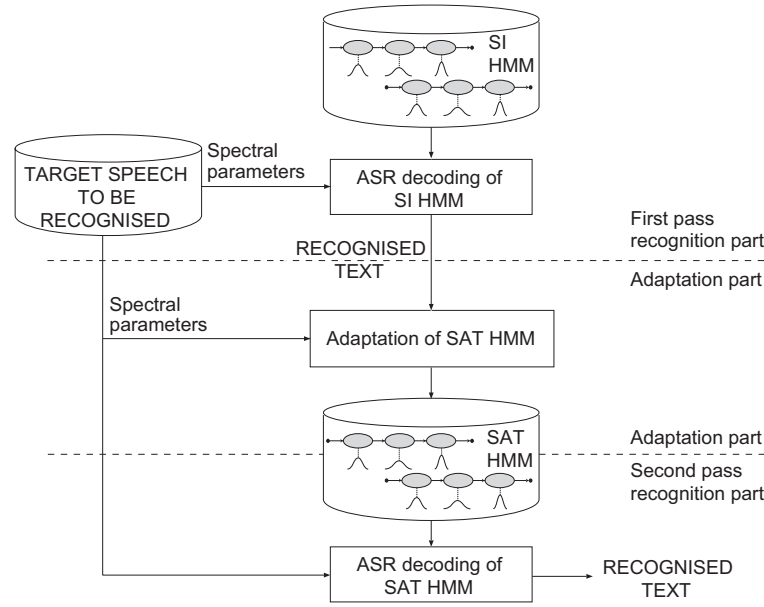 SI
HMM
Spectral
parameters
TARGET SPEECH
TO BE
RECOGNISED
ASR decoding of
SI HMM
First pass
recognition part
RECOGNISED
TEXT
Adaptation part
Spectral
parameters
Adaptation of SAT HMM
SAT
HMM
Adaptation part
Second pass
recognition part
ASR decoding of
SAT HMM
RECOGNISED
TEXT